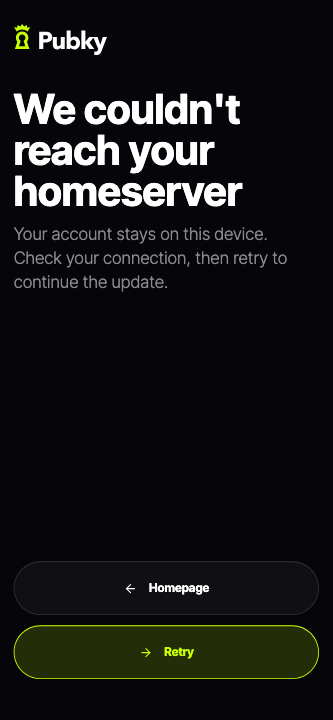 Pubky
We couldn't
reach your
homeserver
Your account stays on this device.
Check your connection, then retry to
continue the update.
← Homepage
→ Retry